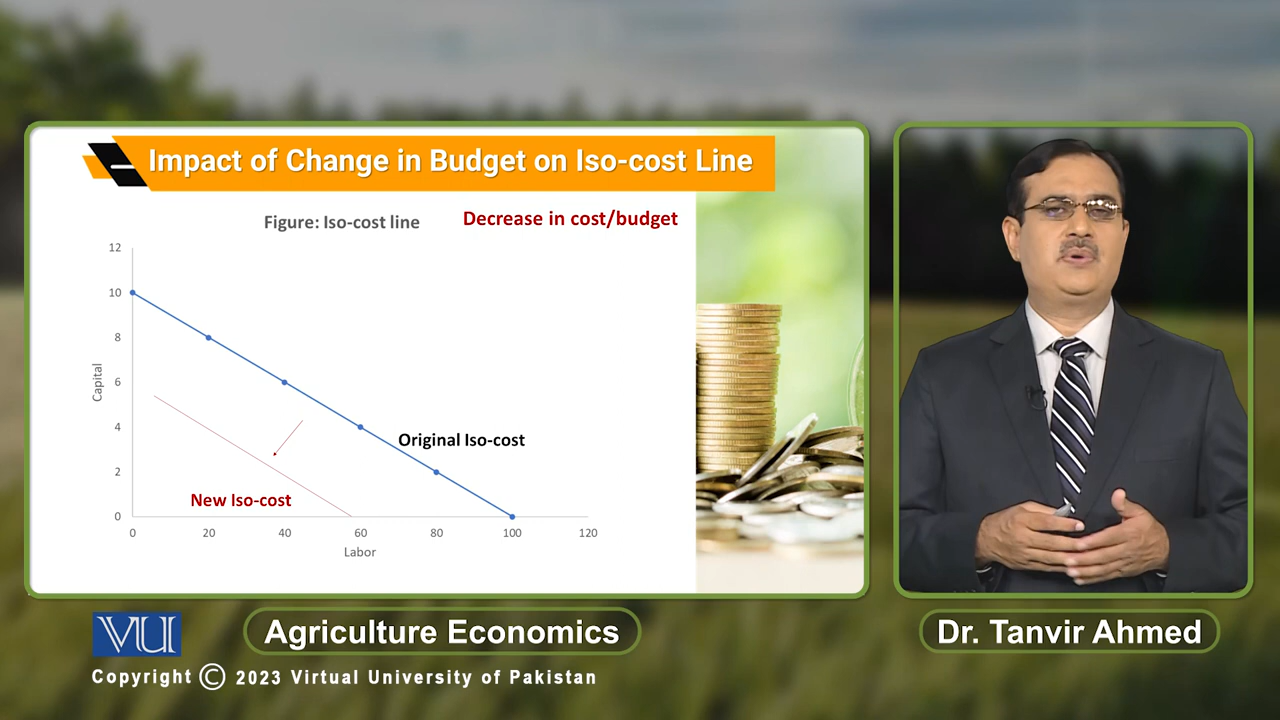 Impact of Change in Budget on Iso-cost Line
Figure: Iso-cost line
Decrease in cost/budget
12
10
8
6
4
2
0
Capital
Original Iso-cost
New Iso-cost
0 20 40 60 80 100 120
Labor
VU
Agriculture Economics
Dr. Tanvir Ahmed
Copyright © 2023 Virtual University of Pakistan